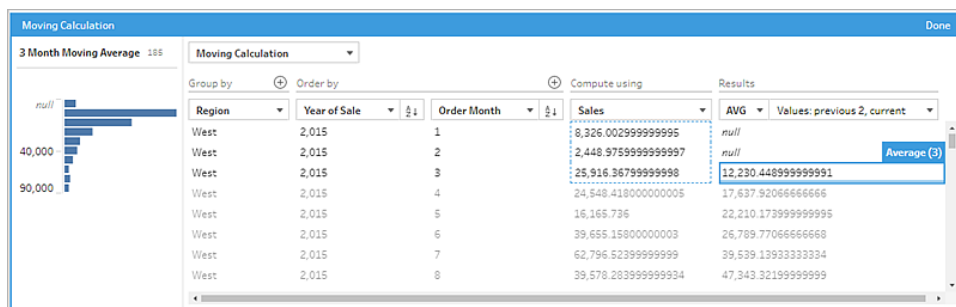 Moving Calculation Done
3 Month Moving Average 185
Moving Calculation
Group by Order by Compute using Results
Region Year of Sale Order Month Sales AVG Values: previous 2, current
null
40,000
90,000
West 2,015 1 8,326.002999999995 null
West 2,015 2 2,448.9759999999997 null Average (3)
West 2,015 3 25,916.36799999998 12,230.448999999991
West 2,015 4 24,548.418000000005 17,637.92066666666
West 2,015 5 16,165.736 22,210.173999999995
West 2,015 6 39,655.15800000003 26,789.77066666668
West 2,015 7 62,796.52399999999 39,539.13933333334
West 2,015 8 39,578.283999999934 47,343.32199999999